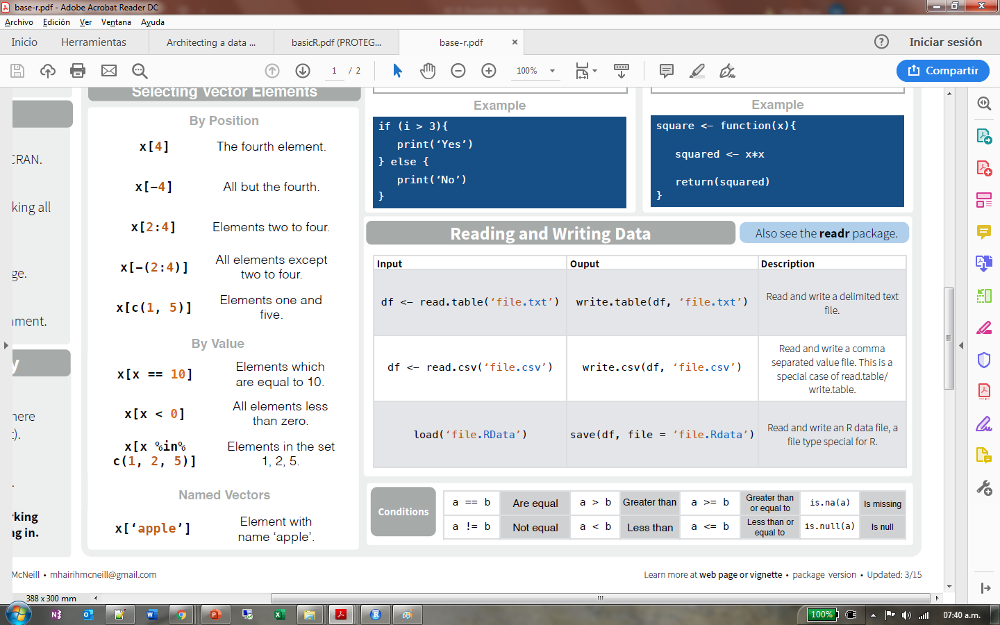 base-r.pdf - Adobe Acrobat Reader DC
Archivo Edición Ver Ventana Ayuda
Inicio Herramientas Architecting a data ... basicR.pdf (PROTEG... base-r.pdf Iniciar sesión
1 / 2 100% Compartir
Selecting Vector Elements
By Position
x[4] The fourth element.
x[-4] All but the fourth.
x[2:4] Elements two to four.
x[-(2:4)] All elements except
two to four.
x[c(1, 5)] Elements one and
five.
By Value
x[x == 10] Elements which
are equal to 10.
x[x < 0] All elements less
than zero.
x[x %in%
c(1, 2, 5)] Elements in the set
1, 2, 5.
Named Vectors
x[‘apple’] Element with
name ‘apple’.
CRAN.
king all
ge.
ment.
y
here
t).
.
rking
ng in.
Example
if (i > 3){
print(‘Yes’)
} else {
print(‘No’)
}
Example
square <- function(x){
squared <- x*x
return(squared)
}
Reading and Writing Data
Also see the readr package.
Input Ouput Description
df <- read.table(‘file.txt’) write.table(df, ‘file.txt’) Read and write a delimited text
file.
df <- read.csv(‘file.csv’) write.csv(df, ‘file.csv’) Read and write a comma
separated value file. This is a
special case of read.table/
write.table.
load(‘file.RData’) save(df, file = ’file.Rdata’) Read and write an R data file, a
file type special for R.
Conditions
a == b Are equal a > b Greater than a >= b Greater than
or equal to is.na(a) Is missing
a != b Not equal a < b Less than a <= b Less than or
equal to is.null(a) Is null
McNeill • mhairihmcneill@gmail.com
Learn more at web page or vignette • package version • Updated: 3/15
388 x 300 mm
100% 07:40 a.m.